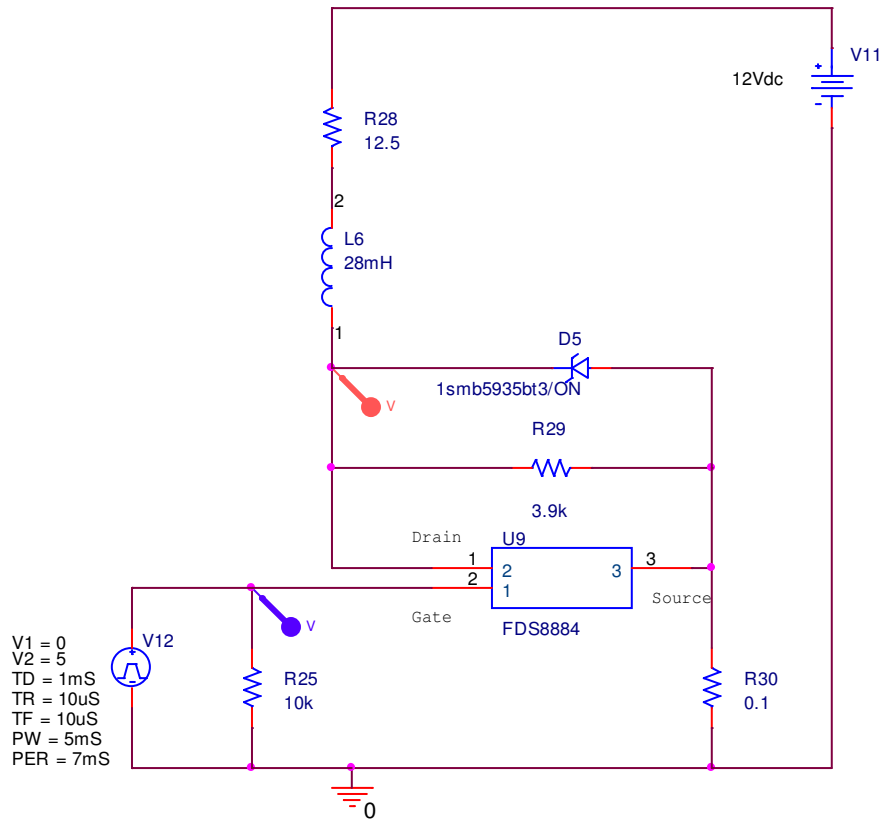 V11
12Vdc
R28
12.5
2
L6
28mH
1
D5
1smb5935bt3/ON
V
R29
3.9k
Drain
U9
1
2
3
3
2
1
Source
Gate
FDS8884
V
V1 = 0
V2 = 5
TD = 1mS
TR = 10uS
TF = 10uS
PW = 5mS
PER = 7mS
V12
R25
10k
R30
0.1
0